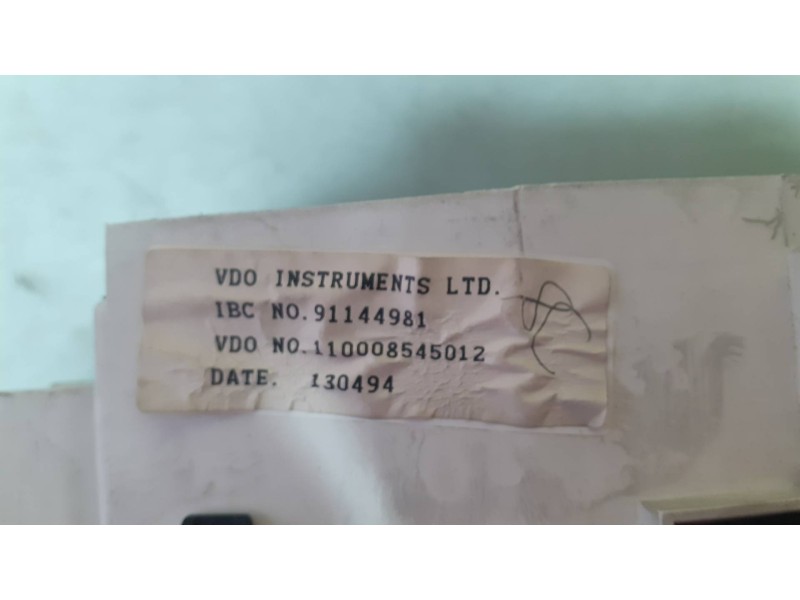 VDO INSTRUMENTS LTD.
IBC NO.91144981
VDO NO.110008545012
DATE. 130494